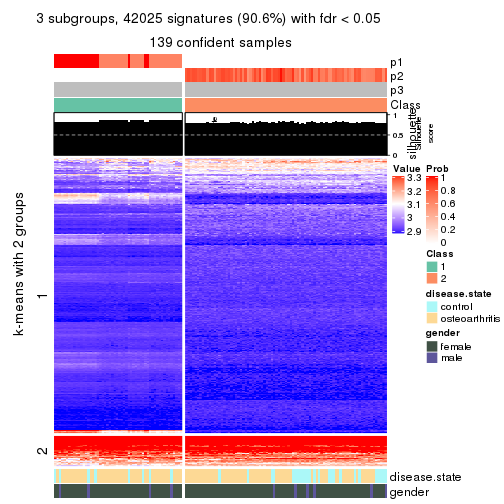 3 subgroups, 42025 signatures (90.6%) with fdr < 0.05
139 confident samples
p1
p2
p3
Class
1
0.5
0
silhouette
score
k-means with 2 groups
1
2
Value
3.3
3.2
3.1
3
2.9
Prob
1
0.8
0.6
0.4
0.2
0
Class
1
2
disease.state
control
osteoarthritis
gender
female
male
disease.state
gender